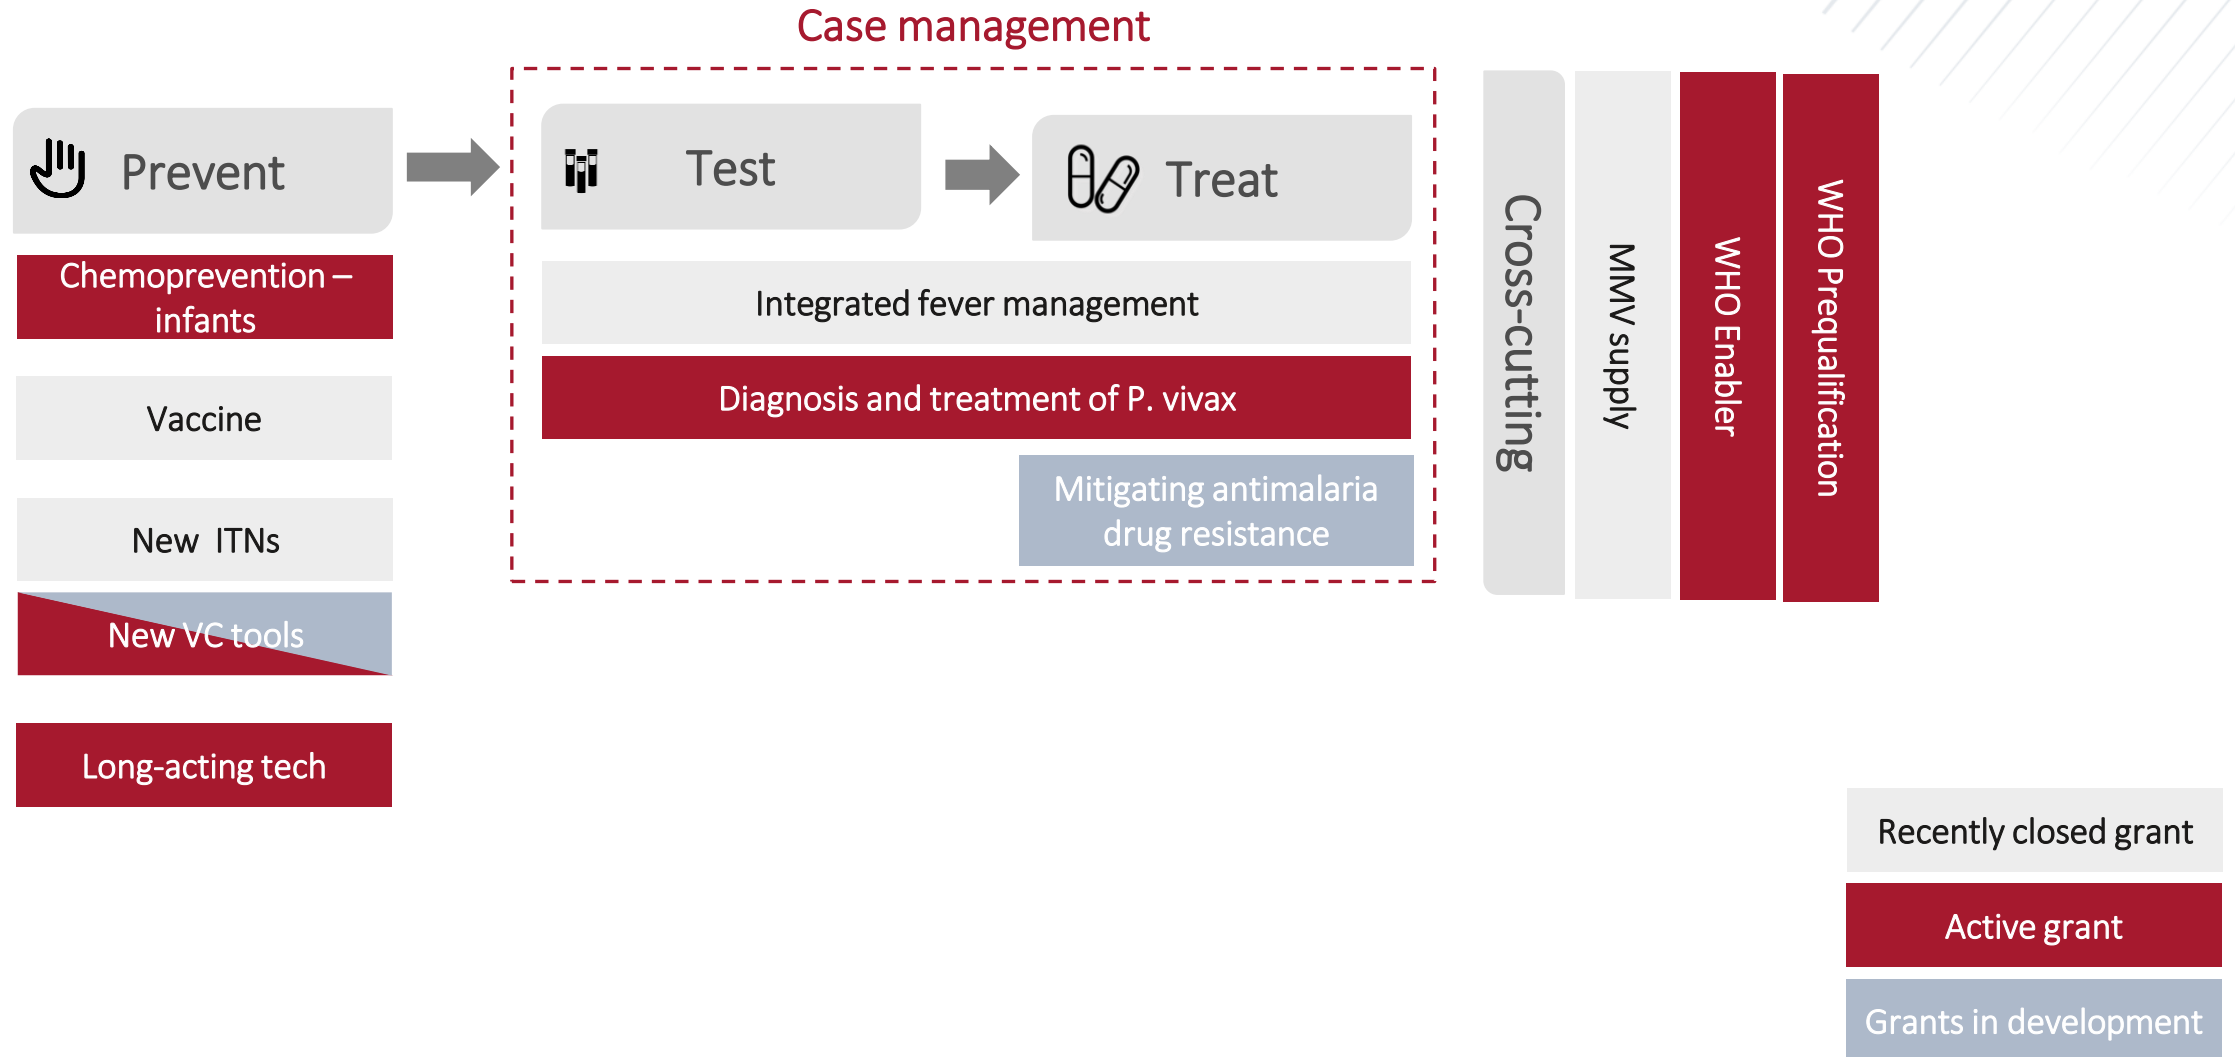 Case management
Prevent
Test
Treat
Chemoprevention –
infants
Vaccine
New ITNs
New VC tools
Long-acting tech
Integrated fever management
Diagnosis and treatment of P. vivax
Mitigating antimalaria
drug resistance
Cross-cutting
MMV supply
WHO Enabler
WHO Prequalification
Recently closed grant
Active grant
Grants in development